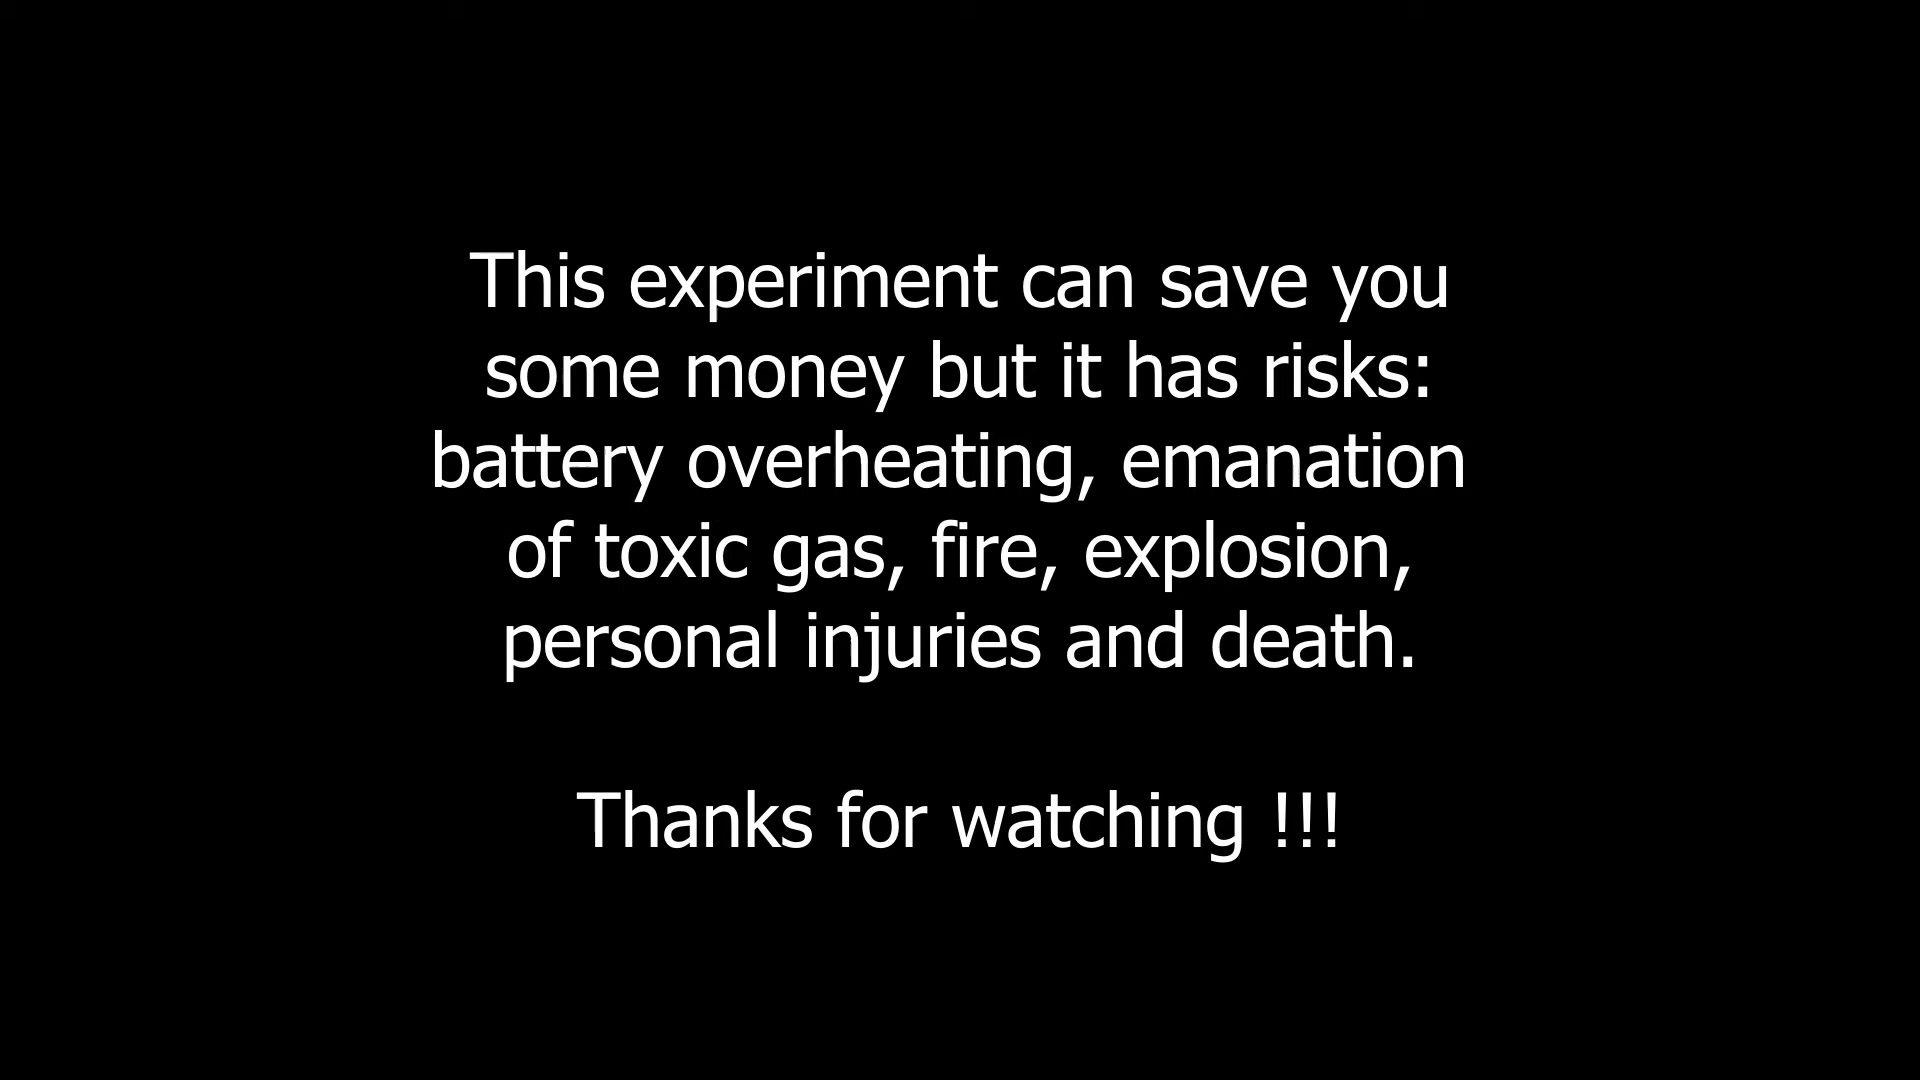 This experiment can save you
some money but it has risks:
battery overheating, emanation
of toxic gas, fire, explosion,
personal injuries and death.
Thanks for watching !!!